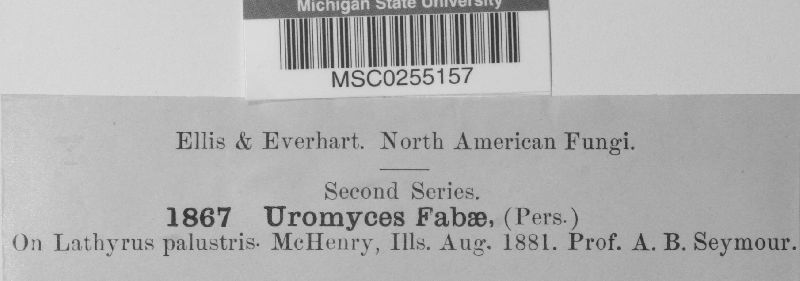 Michigan State University
MSC0255157
Ellis & Everhart. North American Fungi.
Second Series.
1867 Uromyces Fabæ, (Pers.)
On Lathyrus palustris. McHenry, Ills. Aug. 1881. Prof. A. B. Seymour.